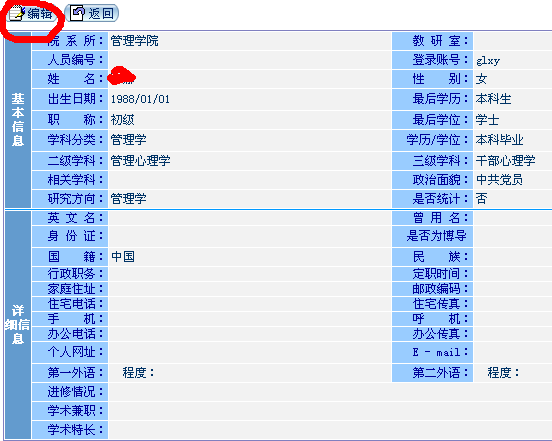 编辑 返回
院系所： 管理学院 教研室：
人员编号： 登录账号： glxy
姓名： 性别： 女
出生日期： 1988/01/01 最后学历： 本科生
职称： 初级 最后学位： 学士
学科分类： 管理学 学历/学位： 本科毕业
二级学科： 管理心理学 三级学科： 干部心理学
相关学科： 政治面貌： 中共党员
研究方向： 管理学 是否统计： 否
基本信息
英文名： 曾用名：
身份证： 是否为博导
国籍： 中国 民族：
行政职务： 定职时间：
家庭住址： 邮政编码：
住宅电话： 住宅传真：
手机： 呼机：
办公电话： 办公传真：
个人网址： E - mail：
第一外语： 程度： 第二外语： 程度：
进修情况：
学术兼职：
学术特长：
详细信息